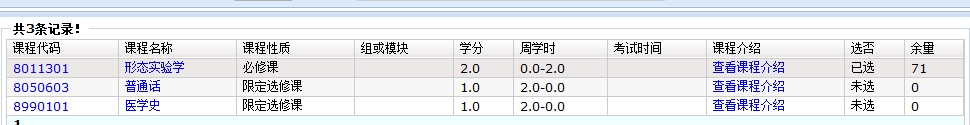 共3条记录!
课程代码 课程名称 课程性质 组或模块 学分 周学时 考试时间 课程介绍 选否 余量
8011301 形态实验学 必修课 2.0 0.0-2.0 查看课程介绍 已选 71
8050603 普通话 限定选修课 1.0 2.0-0.0 查看课程介绍 未选 0
8990101 医学史 限定选修课 1.0 2.0-0.0 查看课程介绍 未选 0
1